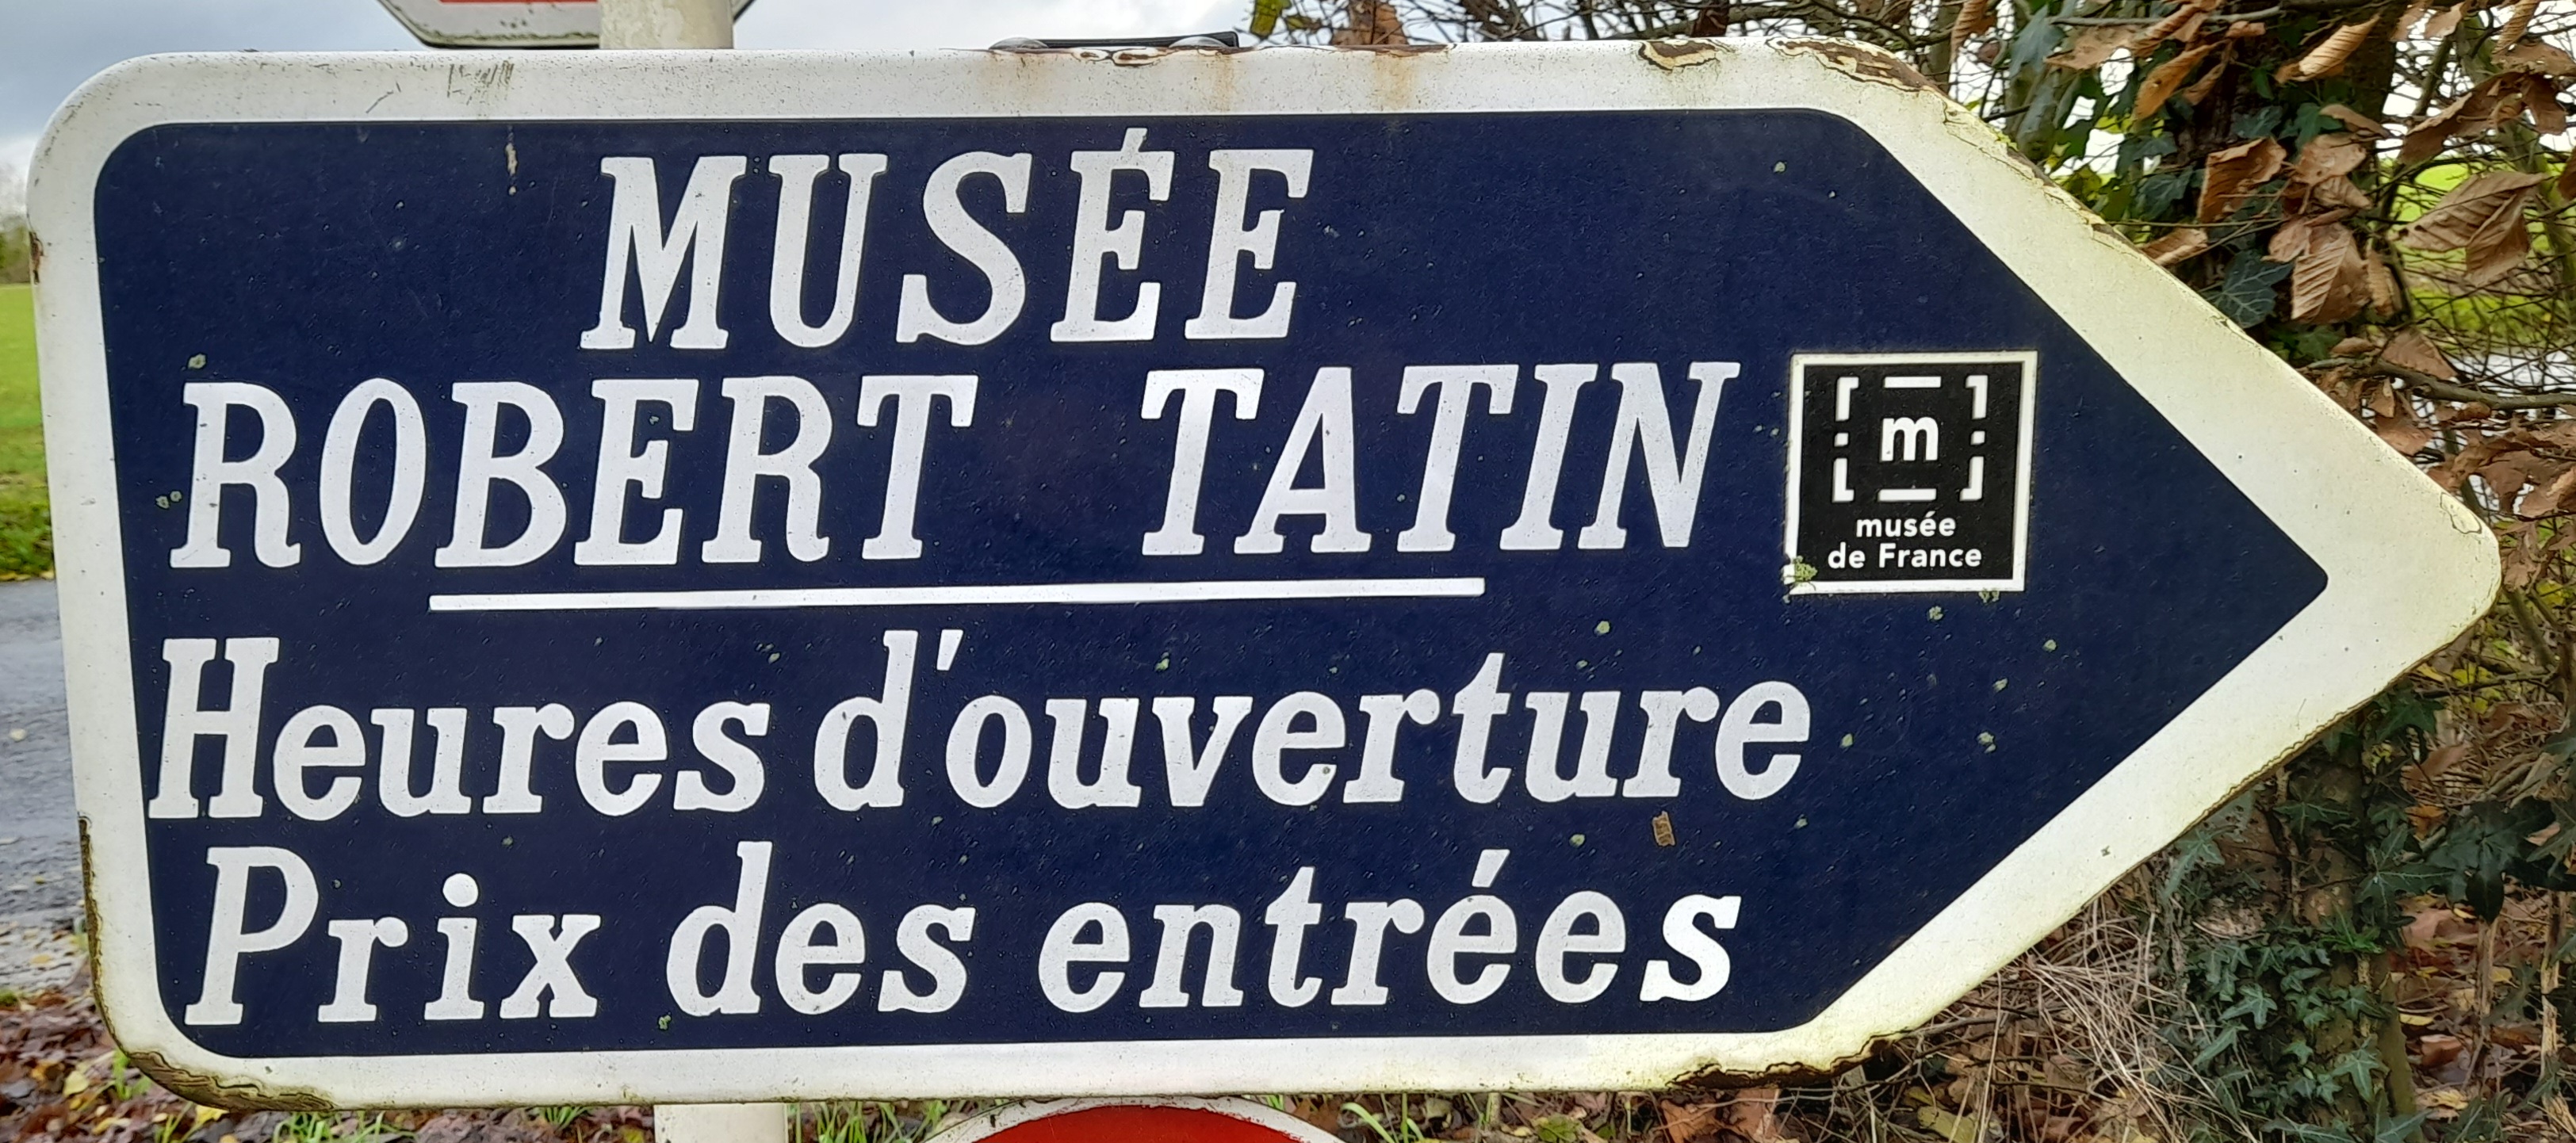 MUSÉE
ROBERT TATIN
m
musée
de France
Heures d'ouverture
Prix des entrées